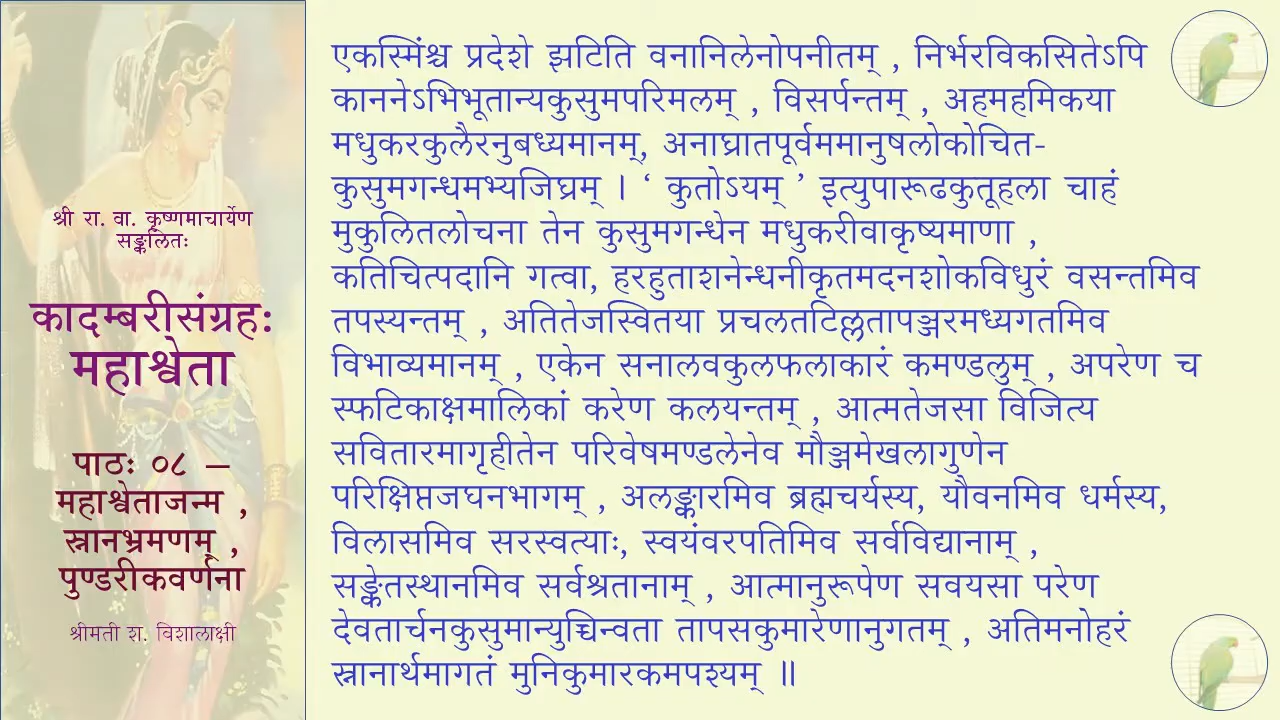 श्री रा. वा. कृष्णमाचार्येण
सङ्कलितः
कादम्बरीसंग्रहः
महाश्वेता
पाठः ०८ –
महाश्वेताजन्म ,
स्नानभ्रमणम् ,
पुण्डरीकवर्णना
श्रीमती श. विशालाक्षी
एकस्मिंश्च प्रदेशे झटिति वनानिलेनोपनीतम् , निर्भरविकसितेऽपि
काननेऽभिभूतान्यकुसुमपरिमलम् , विसर्पन्तम् , अहमहमिकया
मधुकरकुलैरनुबध्यमानम्, अनाघ्रातपूर्वममानुषलोकोचित-
कुसुमगन्धमभ्यजिघ्रम् । ‘ कुतोऽयम् ’ इत्युपारूढकुतूहला चाहं
मुकुलितलोचना तेन कुसुमगन्धेन मधुकरीवाकृष्यमाणा ,
कतिचित्पदानि गत्वा, हरहुताशनेन्धनीकृतमदनशोकविधुरं वसन्तमिव
तपस्यन्तम् , अतितेजस्वितया प्रचलतटिल्लतापञ्जरमध्यगतमिव
विभाव्यमानम् , एकेन सनालवकुलफलाकारं कमण्डलुम् , अपरेण च
स्फटिकाक्षमालिकां करेण कलयन्तम् , आत्मतेजसा विजित्य
सवितारमागृहीतेन परिवेषमण्डलेनेव मौञ्जमेखलागुणेन
परिक्षिप्तजघनभागम् , अलङ्कारमिव ब्रह्मचर्यस्य, यौवनमिव धर्मस्य,
विलासमिव सरस्वत्याः, स्वयंवरपतिमिव सर्वविद्यानाम् ,
सङ्केतस्थानमिव सर्वश्रतानाम् , आत्मानुरूपेण सवयसा परेण
देवतार्चनकुसुमान्युच्चिन्वता तापसकुमारेणानुगतम् , अतिमनोहरं
स्नानार्थमागतं मुनिकुमारकमपश्यम् ॥